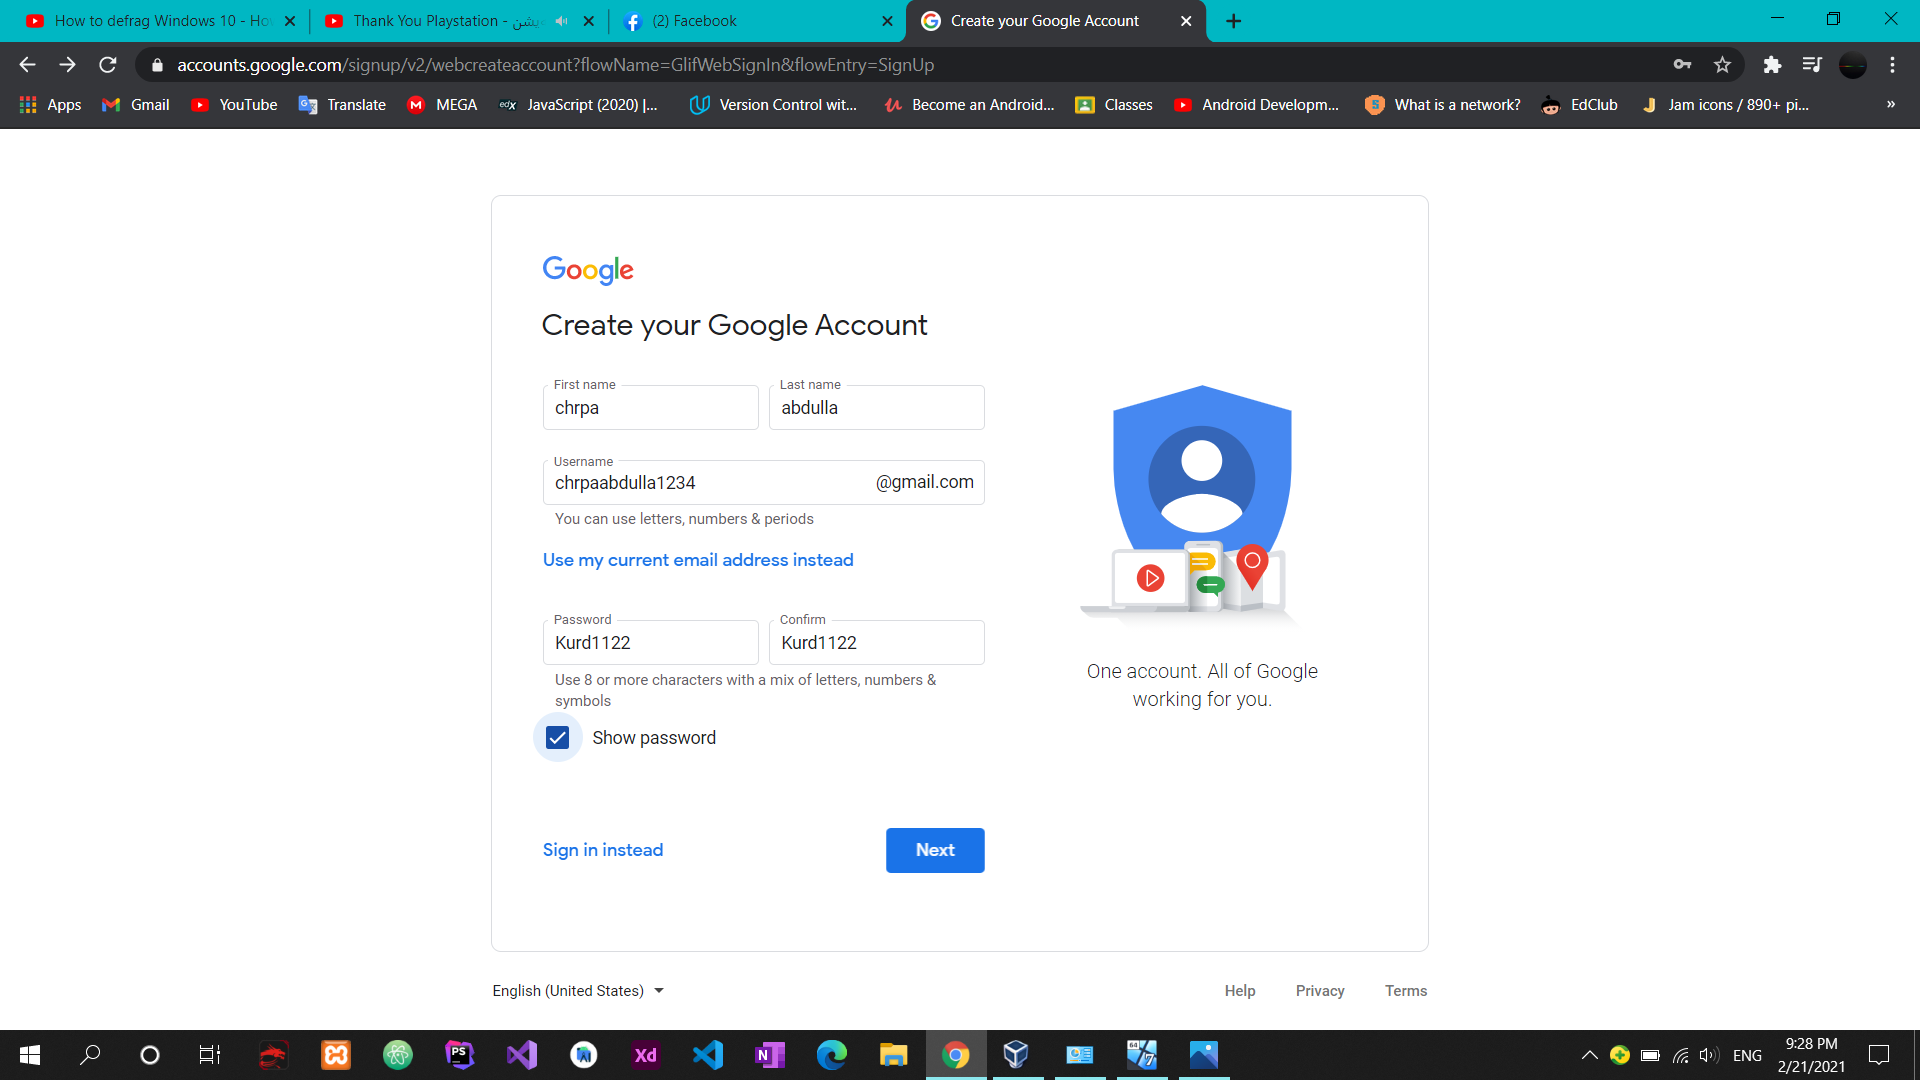 How to defrag Windows 10 - Ho
Thank You Playstation -
(2) Facebook
Create your Google Account
accounts.google.com/signup/v2/webcreateaccount?flowName=GlifWebSignIn&flowEntry=SignUp
Apps
Gmail
YouTube
Translate
MEGA
edX
JavaScript (2020) |...
Version Control wit...
Become an Android...
Classes
Android Developm...
What is a network?
EdClub
Jam icons / 890+ pi...
»
Google
Create your Google Account
First name
Last name
chrpa
abdulla
Username
chrpaabdulla1234
@gmail.com
You can use letters, numbers & periods
Use my current email address instead
Password
Confirm
Kurd1122
Kurd1122
Use 8 or more characters with a mix of letters, numbers &
symbols
Show password
Sign in instead
Next
One account. All of Google
working for you.
English (United States)
Help
Privacy
Terms
PS
Xd
N
64
7
ENG
9:28 PM
2/21/2021